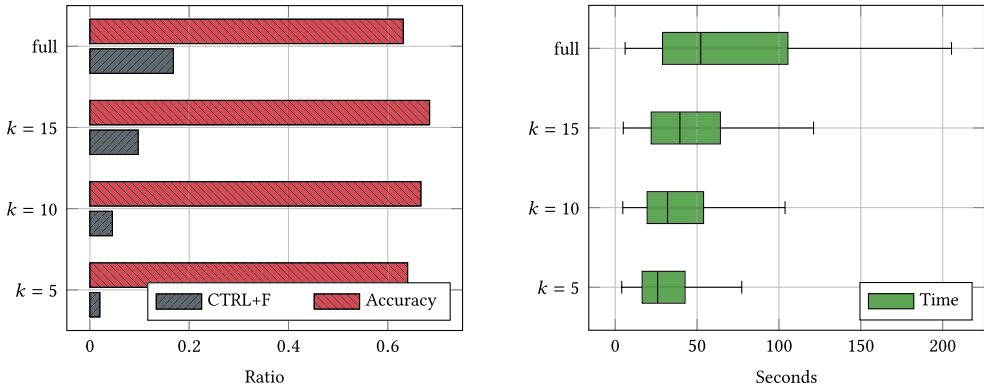 full
k = 15
k = 10
k = 5
CTRL+F
Accuracy
0
0.2
0.4
0.6
Ratio
full
k = 15
k = 10
k = 5
Time
0
50
100
150
200
Seconds